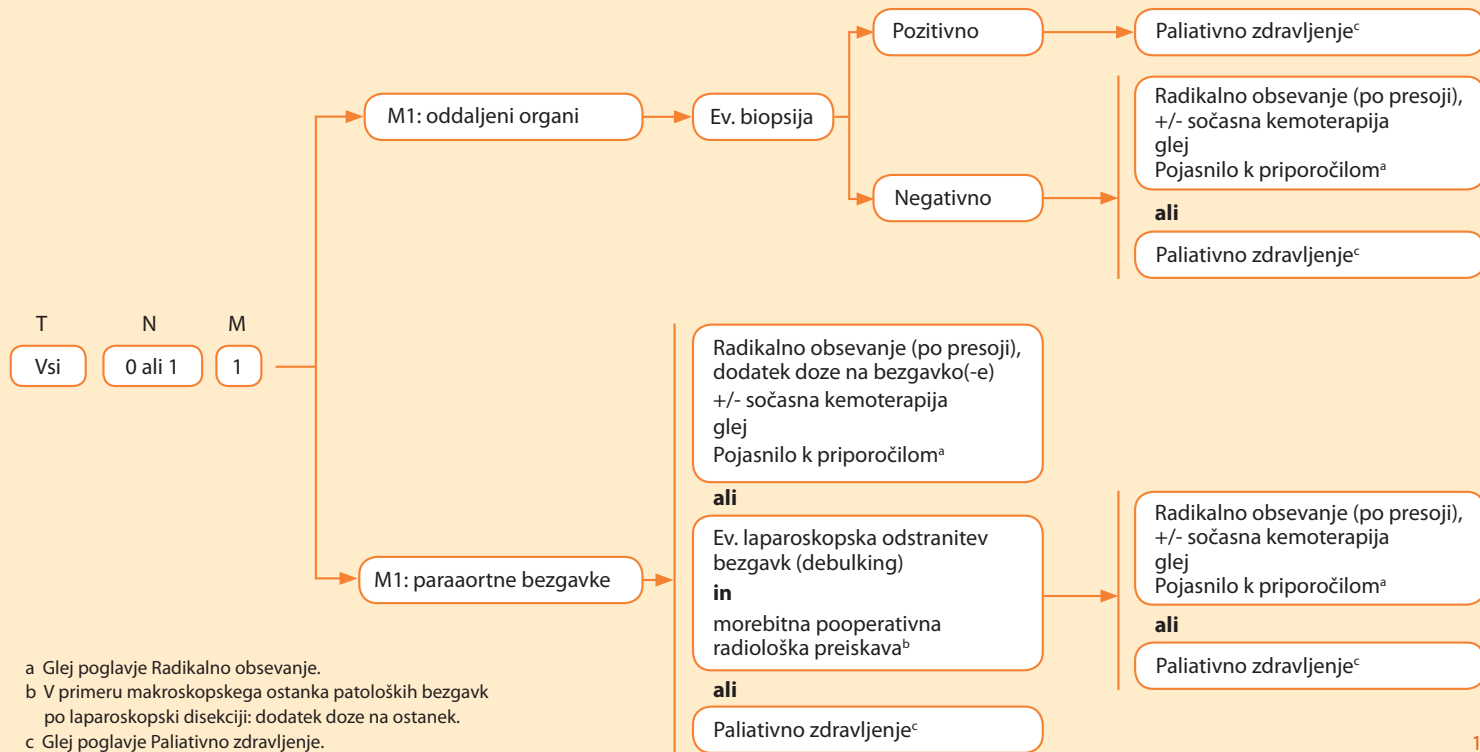 T N M
Vsi 0 ali 1 1
M1: oddaljeni organi
Ev. biopsija
Pozitivno
Paliativno zdravljenjeᶜ
Negativno
Radikalno obsevanje (po presoji),
+/- sočasna kemoterapija
glej
Pojasnilo k priporočilomᵃ
ali
Paliativno zdravljenjeᶜ
M1: paraaortne bezgavke
Radikalno obsevanje (po presoji),
dodatek doze na bezgavko(-e)
+/- sočasna kemoterapija
glej
Pojasnilo k priporočilomᵃ
ali
Ev. laparoskopska odstranitev
bezgavk (debulking)
in
morebitna pooperativna
radiološka preiskavaᵇ
ali
Paliativno zdravljenjeᶜ
Radikalno obsevanje (po presoji),
+/- sočasna kemoterapija
glej
Pojasnilo k priporočilomᵃ
ali
Paliativno zdravljenjeᶜ
a Glej poglavje Radikalno obsevanje.
b V primeru makroskopskega ostanka patoloških bezgavk
po laparoskopski disekciji: dodatek doze na ostanek.
c Glej poglavje Paliativno zdravljenje.
1